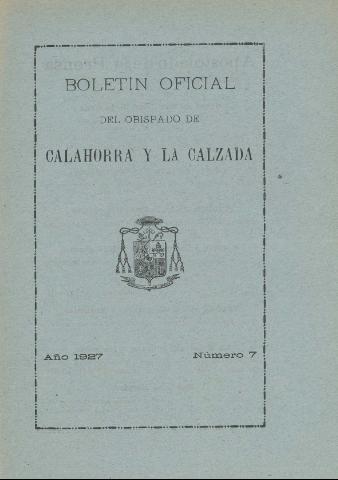 BOLETIN OFICIAL
DEL OBISPADO DE
CALAHORRA Y LA CALZADA
Año 1927 Número 7